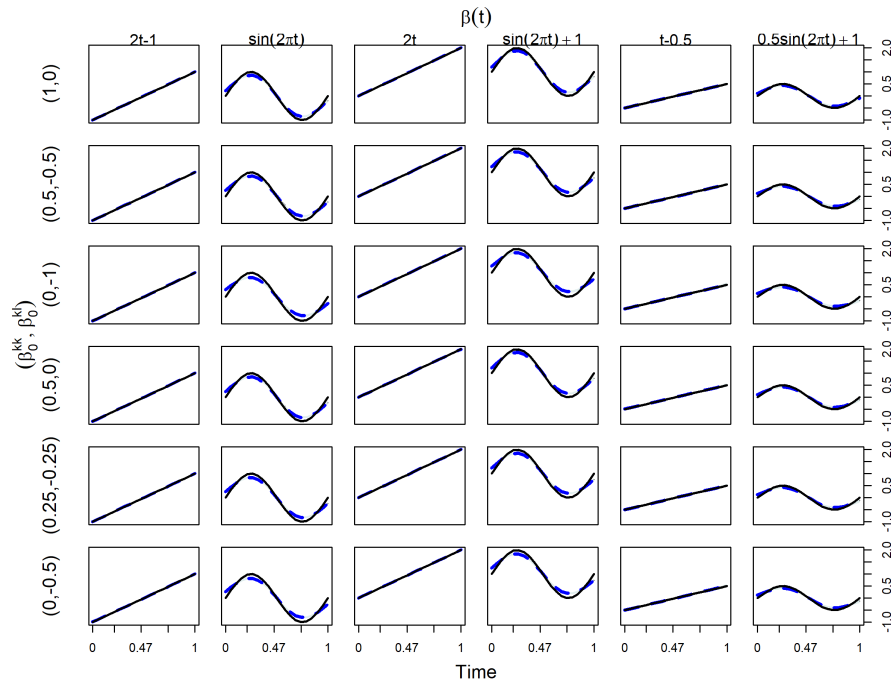 β(t)
2t-1 sin(2πt) 2t sin(2πt)+1 t-0.5 0.5sin(2πt)+1
(1,0) -1.0 0.5 2.0
(0.5,-0.5) -1.0 0.5 2.0
(0,-1) -1.0 0.5 2.0
(β₀ᵏᵏ, β₀ᵏˡ)
(0.5,0) -1.0 0.5 2.0
(0.25,-0.25) -1.0 0.5 2.0
(0,-0.5) -1.0 0.5 2.0
0 0.47 1 0 0.47 1 0 0.47 1 0 0.47 1 0 0.47 1 0 0.47 1
Time